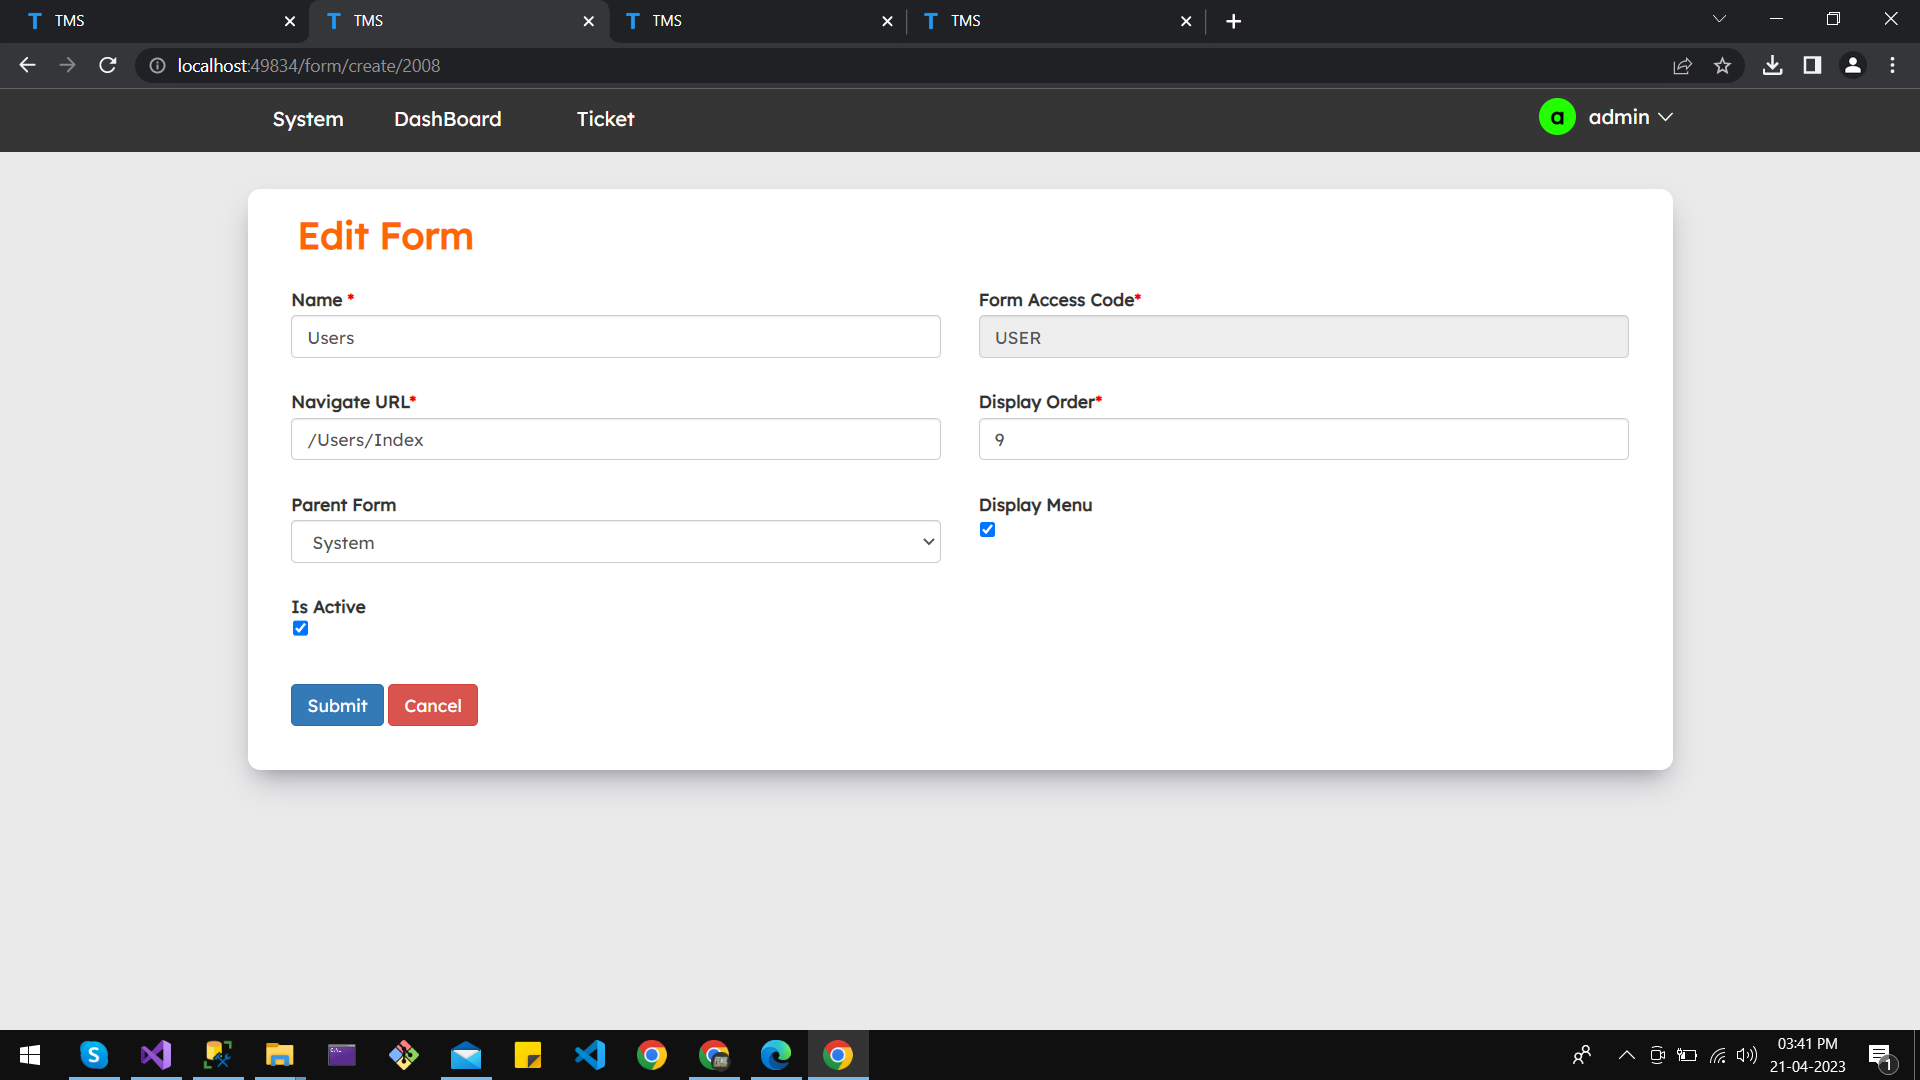 TMS
TMS
TMS
TMS
localhost:49834/form/create/2008
System DashBoard Ticket
a admin
Edit Form
Name *
Form Access Code*
Users
USER
Navigate URL*
Display Order*
/Users/Index
9
Parent Form
Display Menu
System
Is Active
Submit Cancel
03:41 PM
21-04-2023
1